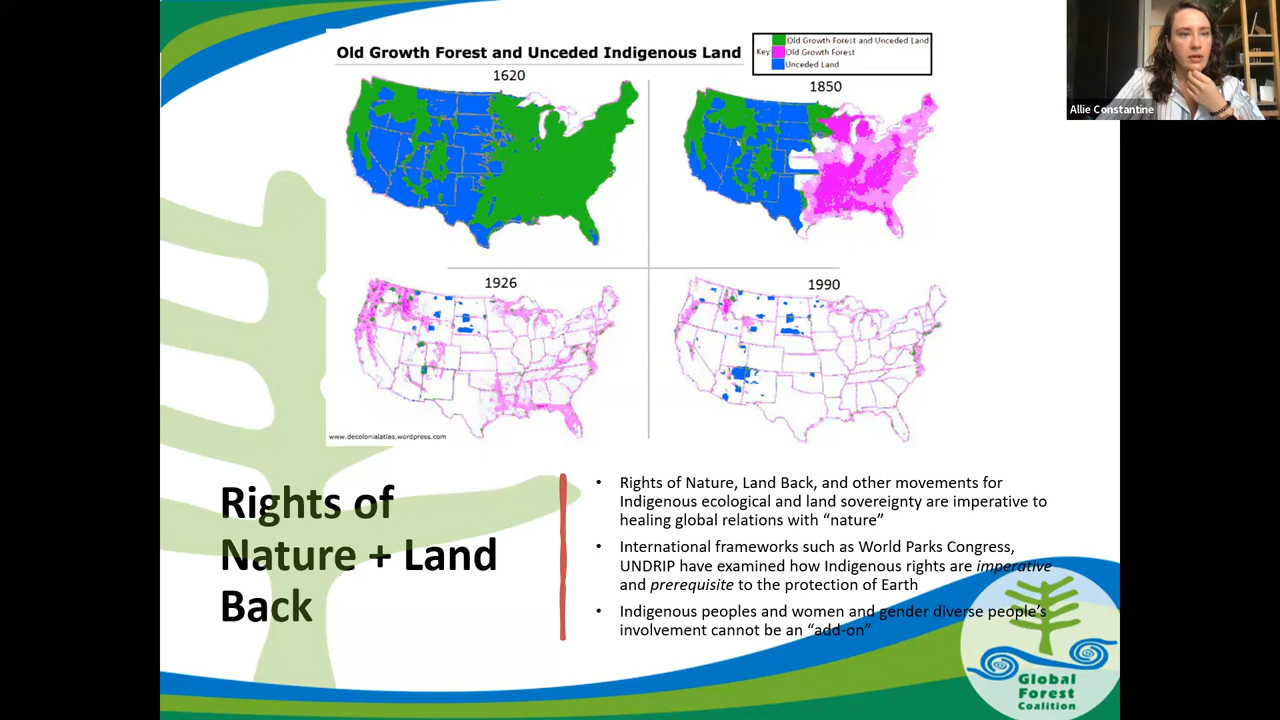 Old Growth Forest and Unceded Indigenous Land
Key
Old Growth Forest and Unceded Land
Old Growth Forest
Unceded Land
1620
1850
1926
1990
www.decolonialatlas.wordpress.com
Allie Constantine
Rights of
Nature + Land
Back
• Rights of Nature, Land Back, and other movements for
Indigenous ecological and land sovereignty are imperative to
healing global relations with “nature”
• International frameworks such as World Parks Congress,
UNDRIP have examined how Indigenous rights are imperative
and prerequisite to the protection of Earth
• Indigenous peoples and women and gender diverse people’s
involvement cannot be an “add-on”
Global
Forest
Coalition